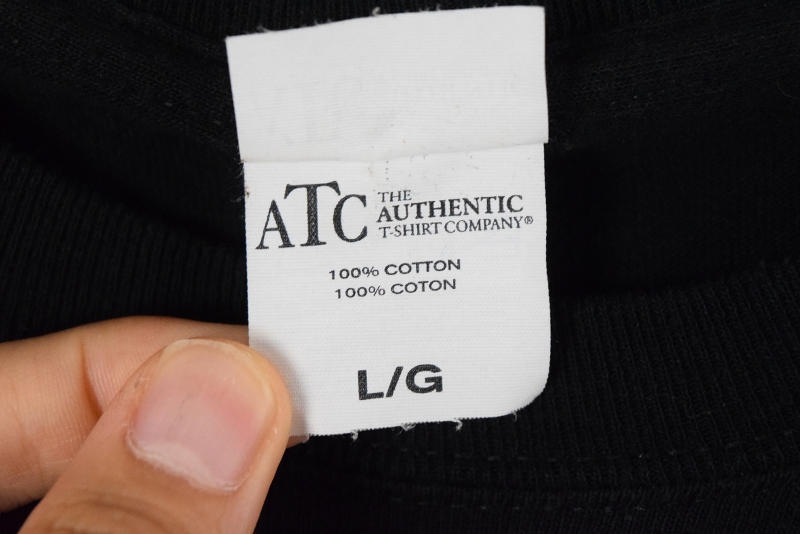 ATC THE
AUTHENTIC
T-SHIRT COMPANY®
100% COTTON
100% COTON
L/G